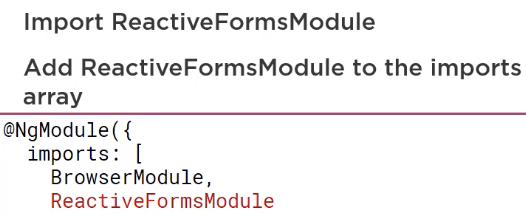 Import ReactiveFormsModule
Add ReactiveFormsModule to the imports
array
@NgModule({
  imports: [
    BrowserModule,
    ReactiveFormsModule